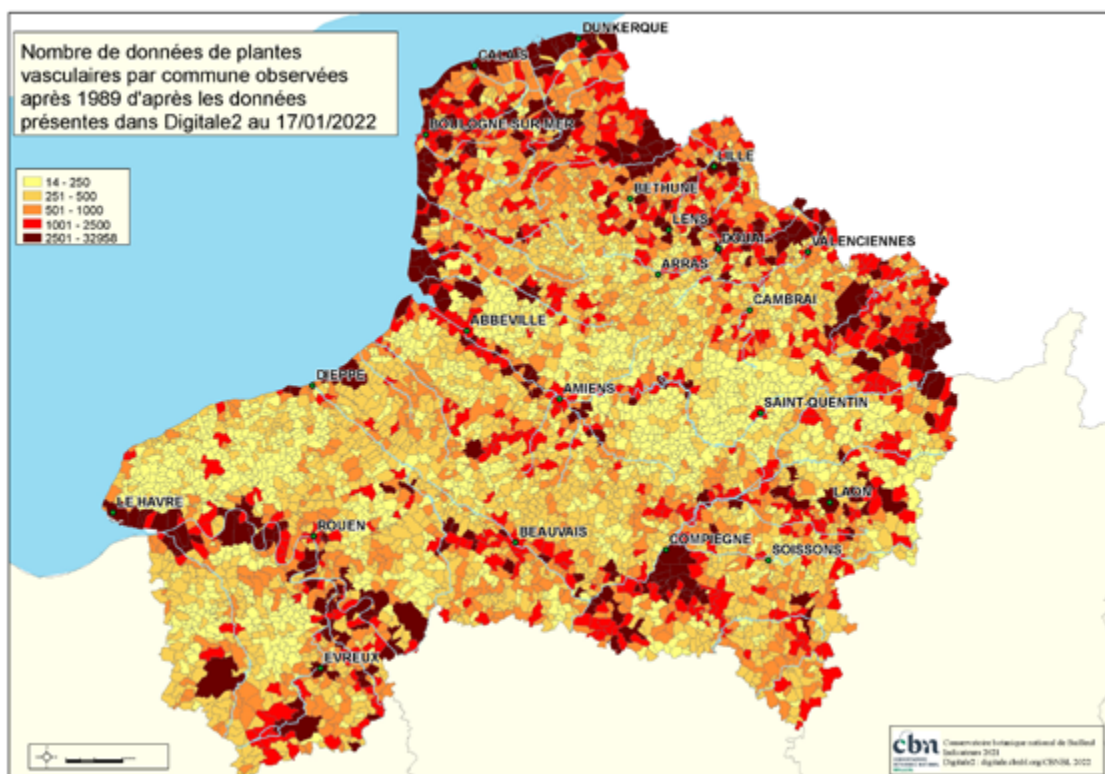 Nombre de données de plantes
vasculaires par commune observées
après 1989 d'après les données
présentes dans Digitale2 au 17/01/2022
14 - 250
251 - 500
501 - 1000
1001 - 2500
2501 - 32958
DUNKERQUE
CALAIS
BOULOGNE-SUR-MER
LILLE
BETHUNE
LENS
DOUAI
VALENCIENNES
ARRAS
CAMBRAI
ABBEVILLE
DIEPPE
AMIENS
SAINT-QUENTIN
LE HAVRE
LAON
ROUEN
BEAUVAIS
COMPIEGNE
SOISSONS
EVREUX
cbn
Conservatoire botanique national de Bailleul
Indicateurs 2021
Digitale2 : digitale.cbnbl.org/CBNBL 2022